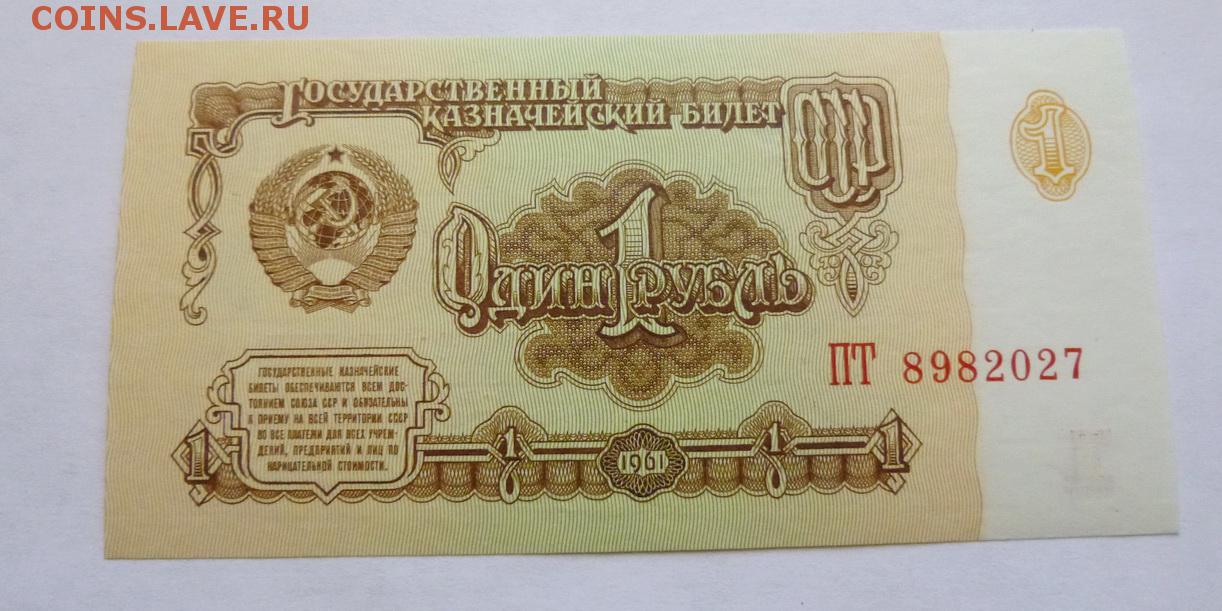 COINS.LAVE.RU
ГОСУДАРСТВЕННЫЙ
КАЗНАЧЕЙСКИЙ БИЛЕТ
СССР
1
ОДИН 1 РУБЛЬ
ПТ 8982027
ГОСУДАРСТВЕННЫЕ КАЗНАЧЕЙСКИЕ
БИЛЕТЫ ОБЕСПЕЧИВАЮТСЯ ВСЕМ ДОС-
ТОЯНИЕМ СОЮЗА ССР И ОБЯЗАТЕЛЬНЫ
К ПРИЕМУ НА ВСЕЙ ТЕРРИТОРИИ СССР
ВО ВСЕ ПЛАТЕЖИ ДЛЯ ВСЕХ УЧРЕЖ-
ДЕНИЙ, ПРЕДПРИЯТИЙ И ЛИЦ ПО
НАРИЦАТЕЛЬНОЙ СТОИМОСТИ.
1 1 1961 1 1